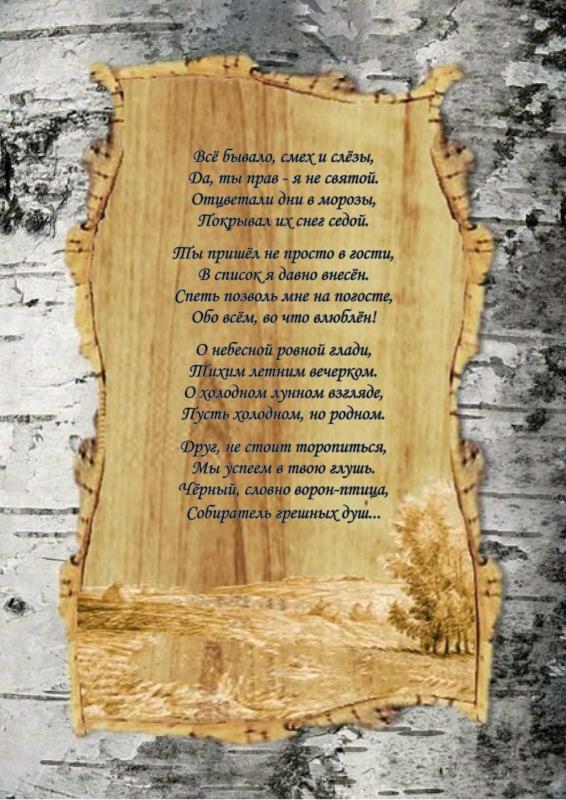 Всё бывало, смех и слёзы,
Да, ты прав - я не святой.
Отцветали дни в морозы,
Покрывал их снег седой.
Ты пришёл не просто в гости,
В список я давно внесён.
Спеть позволь мне на погосте,
Обо всём, во что влюблён!
О небесной ровной глади,
Тихим летним вечерком.
О холодном лунном взгляде,
Пусть холодном, но родном.
Друг, не стоит торопиться,
Мы успеем в твою глушь.
Чёрный, словно ворон-птица,
Собиратель грешных душ...